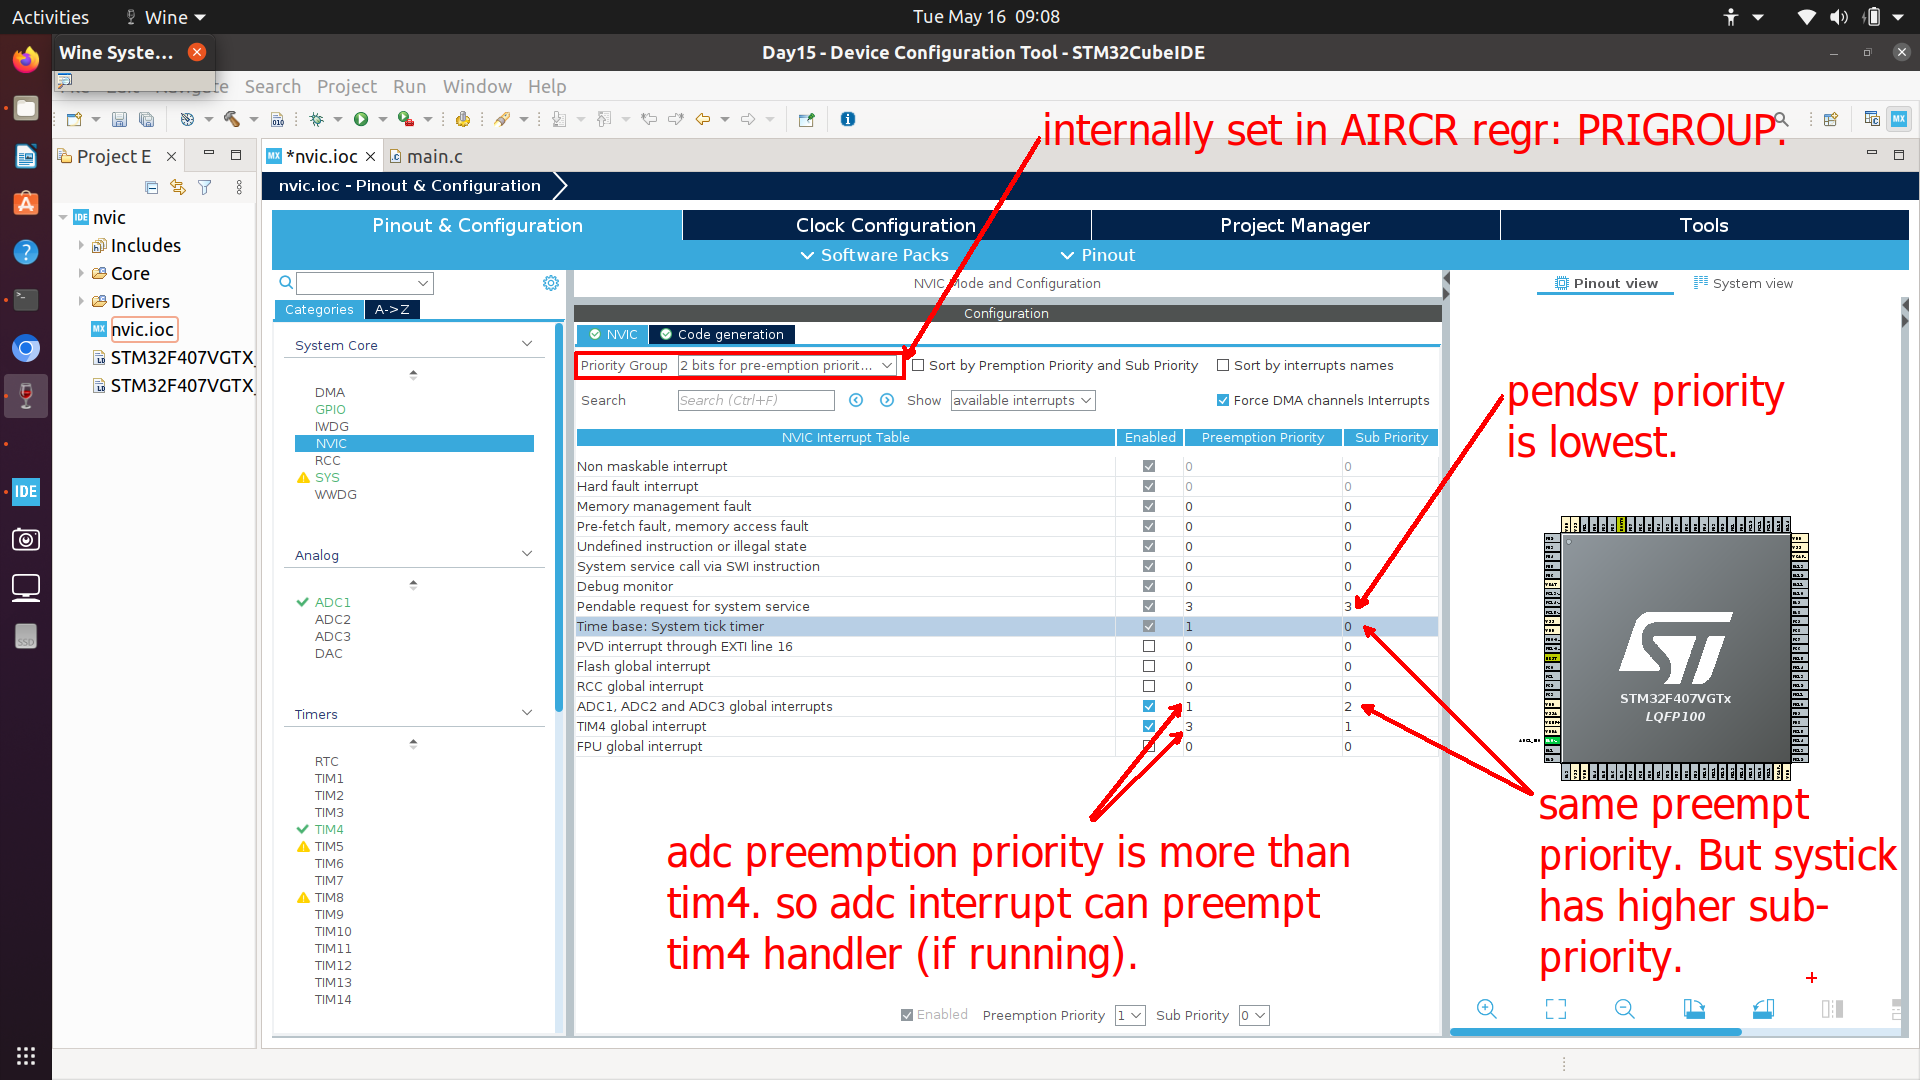 Activities
Wine
Tue May 16 09:08
Wine Syste...
Day15 - Device Configuration Tool - STM32CubeIDE
Search Project Run Window Help
internally set in AIRCR regr: PRIGROUP.
Project E
*nvic.ioc
main.c
nvic.ioc - Pinout & Configuration
nvic
Includes
Core
Drivers
nvic.ioc
STM32F407VGTX
STM32F407VGTX
Pinout & Configuration
Clock Configuration
Project Manager
Tools
Software Packs
Pinout
Categories
A->Z
System Core
DMA
GPIO
IWDG
NVIC
RCC
SYS
WWDG
Analog
ADC1
ADC2
ADC3
DAC
Timers
RTC
TIM1
TIM2
TIM3
TIM4
TIM5
TIM6
TIM7
TIM8
TIM9
TIM10
TIM11
TIM12
TIM13
TIM14
NVIC Mode and Configuration
Configuration
NVIC
Code generation
Priority Group 2 bits for pre-emption priorit... Sort by Premption Priority and Sub Priority Sort by interrupts names
Search Search (Ctrl+F) Show available interrupts Force DMA channels Interrupts
NVIC Interrupt Table Enabled Preemption Priority Sub Priority
Non maskable interrupt 0 0
Hard fault interrupt 0 0
Memory management fault 0 0
Pre-fetch fault, memory access fault 0 0
Undefined instruction or illegal state 0 0
System service call via SWI instruction 0 0
Debug monitor 0 0
Pendable request for system service 3 3
Time base: System tick timer 1 0
PVD interrupt through EXTI line 16 0 0
Flash global interrupt 0 0
RCC global interrupt 0 0
ADC1, ADC2 and ADC3 global interrupts 1 2
TIM4 global interrupt 3 1
FPU global interrupt 0 0
adc preemption priority is more than
tim4. so adc interrupt can preempt
tim4 handler (if running).
Enabled Preemption Priority 1 Sub Priority 0
Pinout view
System view
pendsv priority
is lowest.
STM32F407VGTx
LQFP100
same preempt
priority. But systick
has higher sub-
priority.
IDE
MX